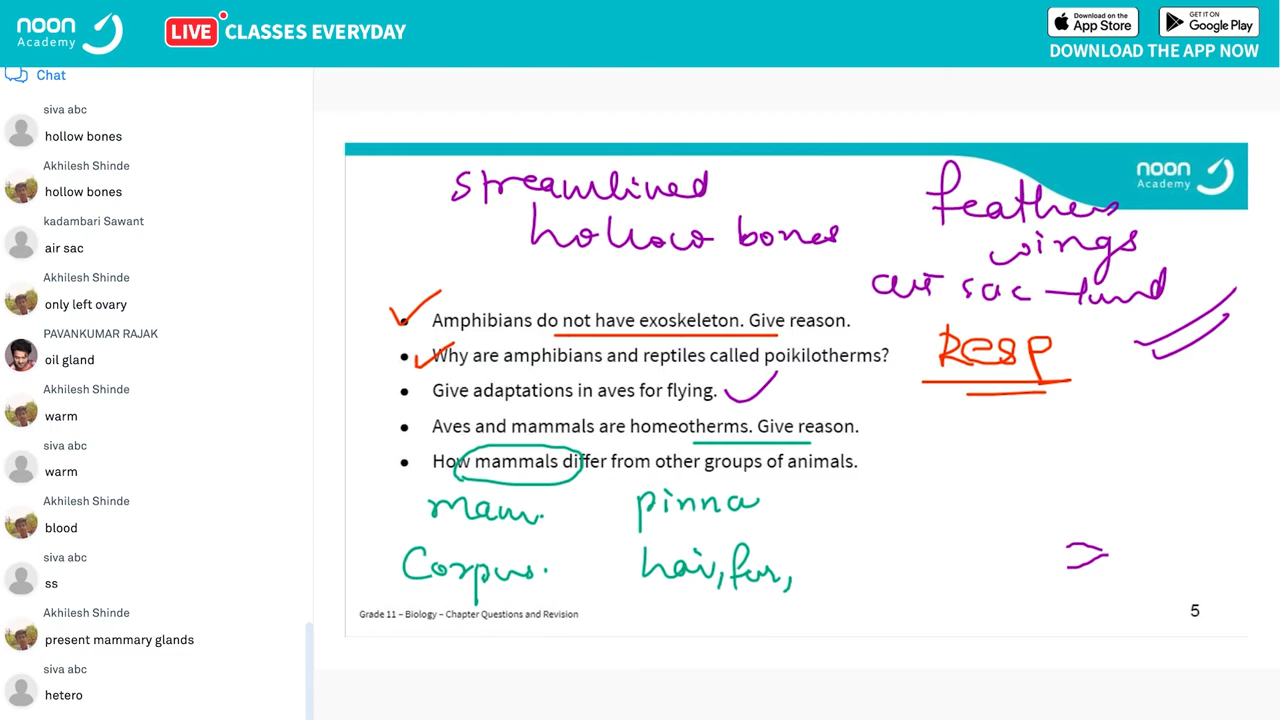 noon
Academy
LIVE CLASSES EVERYDAY
Download on the
App Store
GET IT ON
Google Play
DOWNLOAD THE APP NOW
Chat
siva abc
hollow bones
Akhilesh Shinde
hollow bones
kadambari Sawant
air sac
Akhilesh Shinde
only left ovary
PAVANKUMAR RAJAK
oil gland
Akhilesh Shinde
warm
siva abc
warm
Akhilesh Shinde
blood
siva abc
ss
Akhilesh Shinde
present mammary glands
siva abc
hetero
noon
Academy
streamlined
hollow bones
feathers
wings
air sac
Resp
• Amphibians do not have exoskeleton. Give reason.
• Why are amphibians and reptiles called poikilotherms?
• Give adaptations in aves for flying.
• Aves and mammals are homeotherms. Give reason.
• How mammals differ from other groups of animals.
mam. pinna
Corpus. hair, fur,
Grade 11 – Biology – Chapter Questions and Revision
5